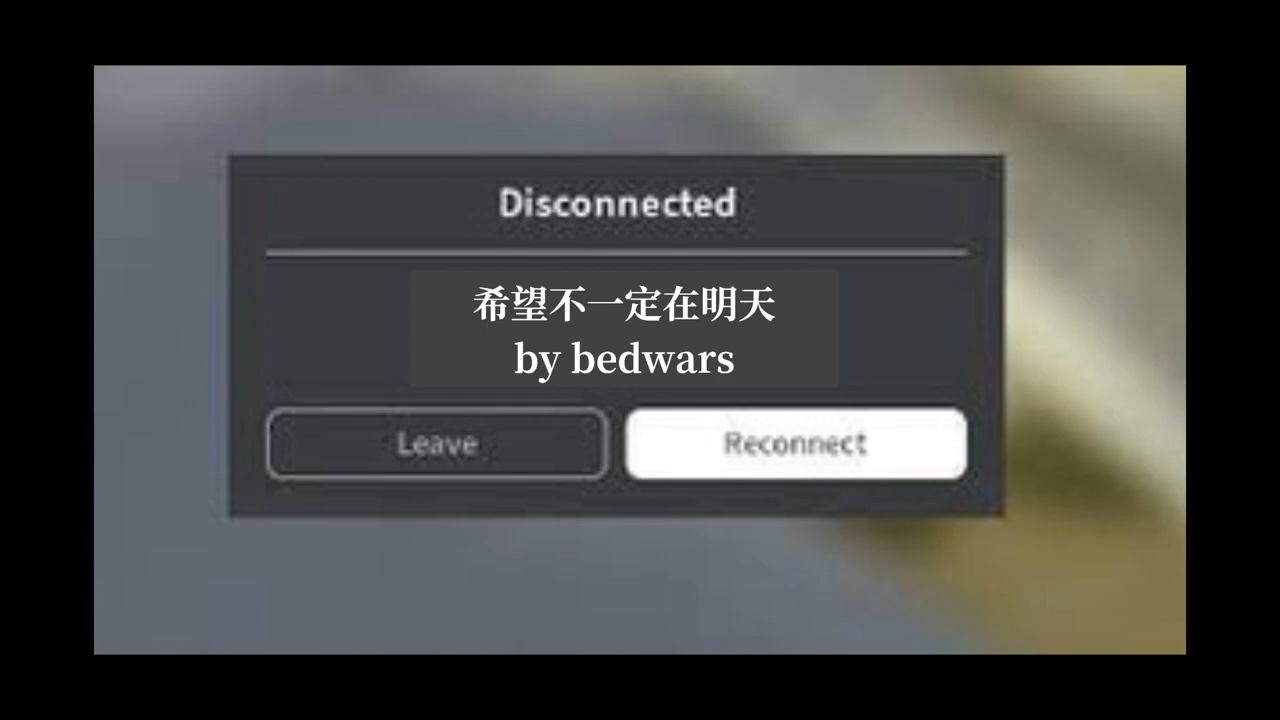 Disconnected
希望不一定在明天
by bedwars
Leave
Reconnect